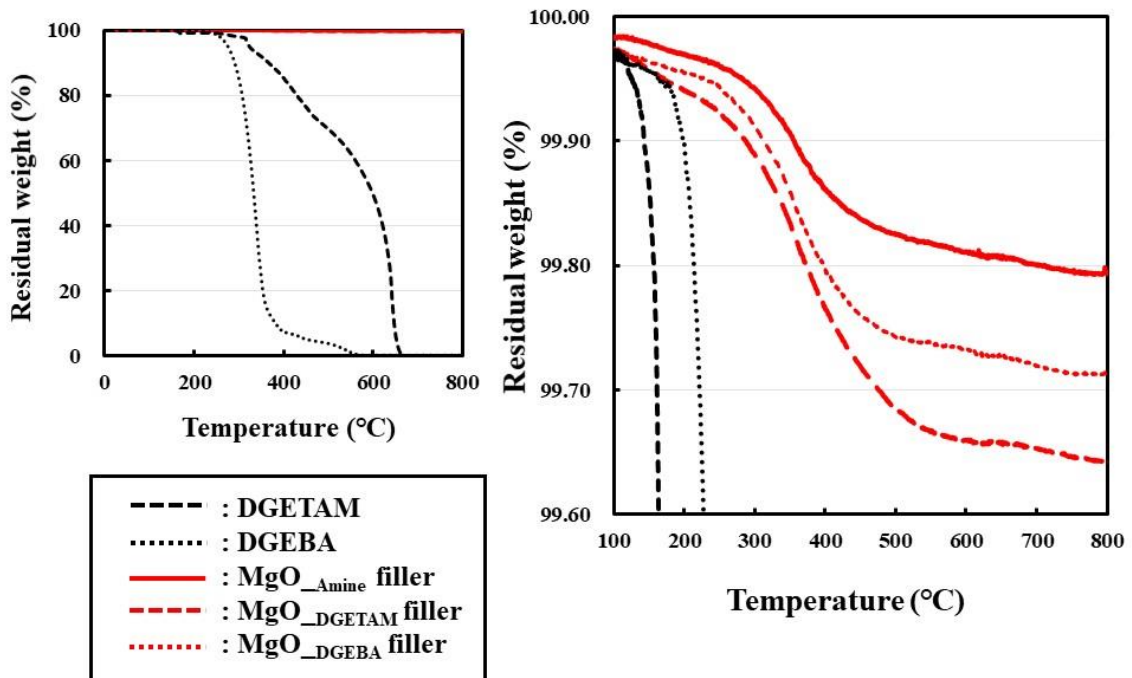 Residual weight (%)
100
80
60
40
20
0
0
200
400
600
800
Temperature (°C)
Residual weight (%)
100.00
99.90
99.80
99.70
99.60
100
200
300
400
500
600
700
800
Temperature (°C)
: DGETAM
: DGEBA
: MgO_Amine filler
: MgO_DGETAM filler
: MgO_DGEBA filler